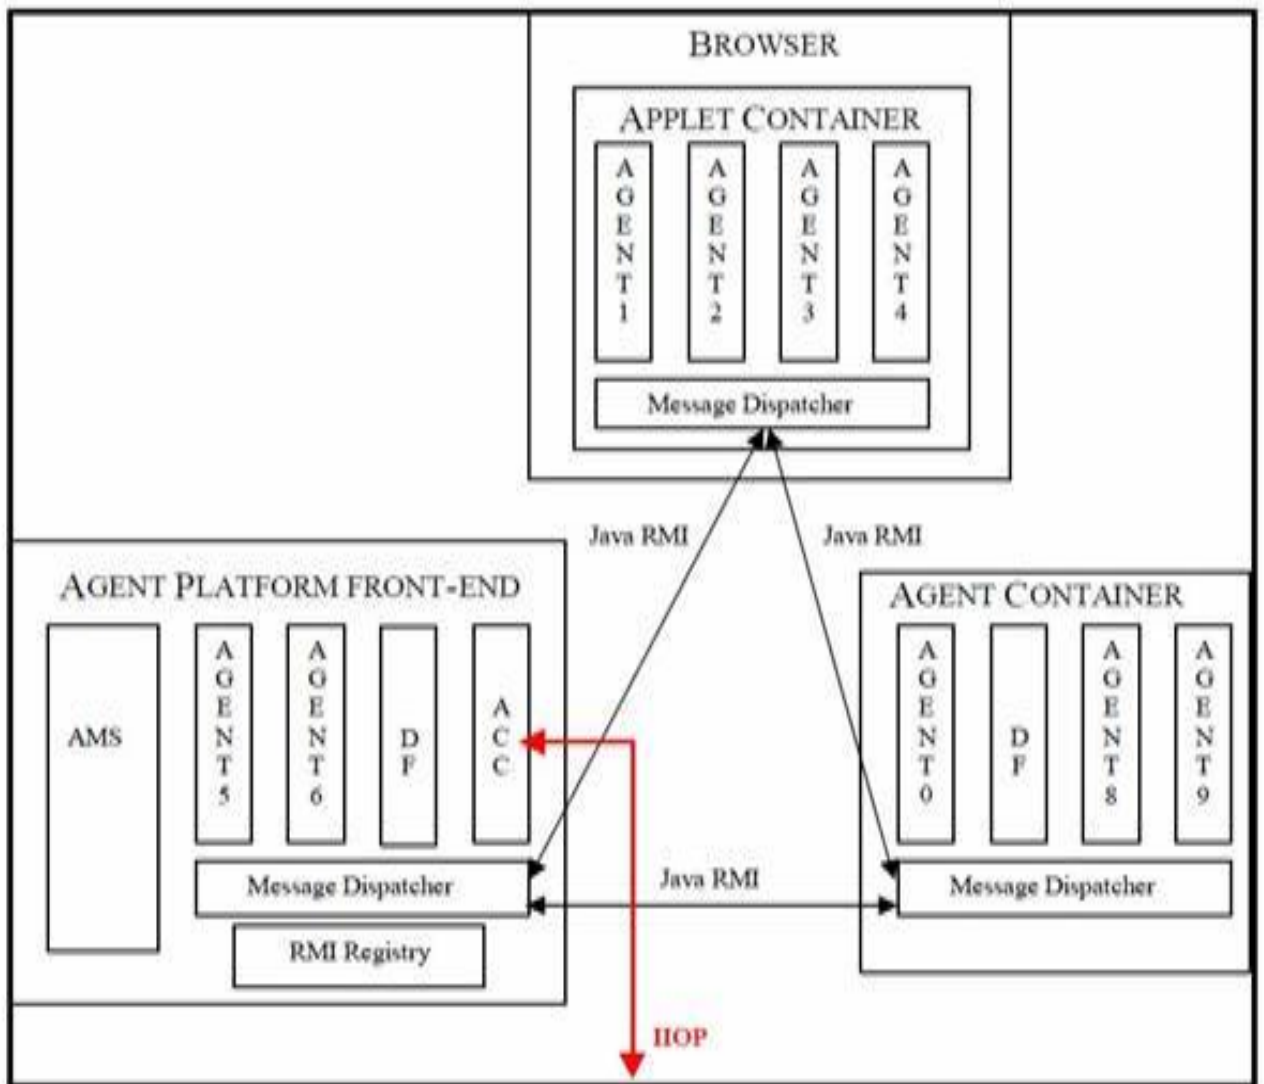 BROWSER
APPLET CONTAINER
AGENT1
AGENT2
AGENT3
AGENT4
Message Dispatcher
Java RMI
Java RMI
AGENT PLATFORM FRONT-END
AMS
AGENT5
AGENT6
DF
ACC
Message Dispatcher
RMI Registry
Java RMI
AGENT CONTAINER
AGENT0
DF
AGENT8
AGENT9
Message Dispatcher
IIOP